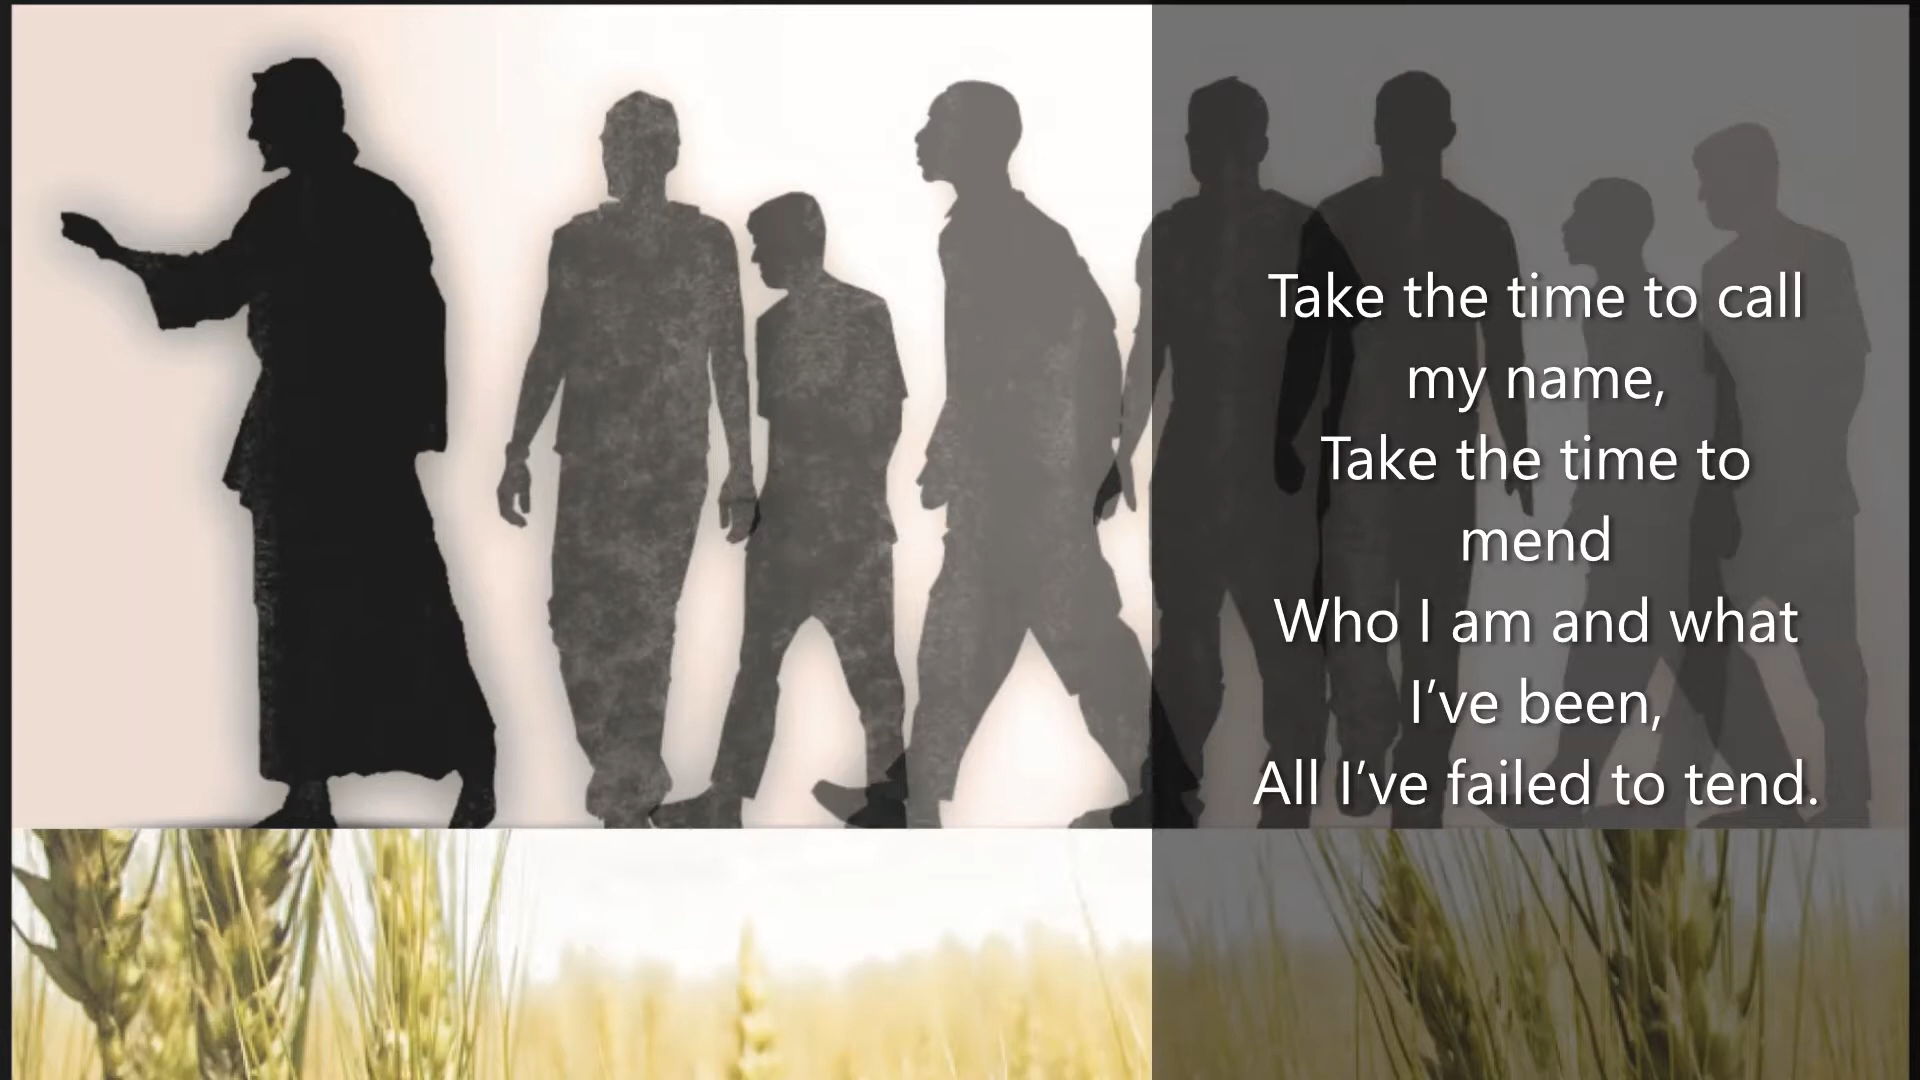 Take the time to call
my name,
Take the time to
mend
Who I am and what
I’ve been,
All I’ve failed to tend.